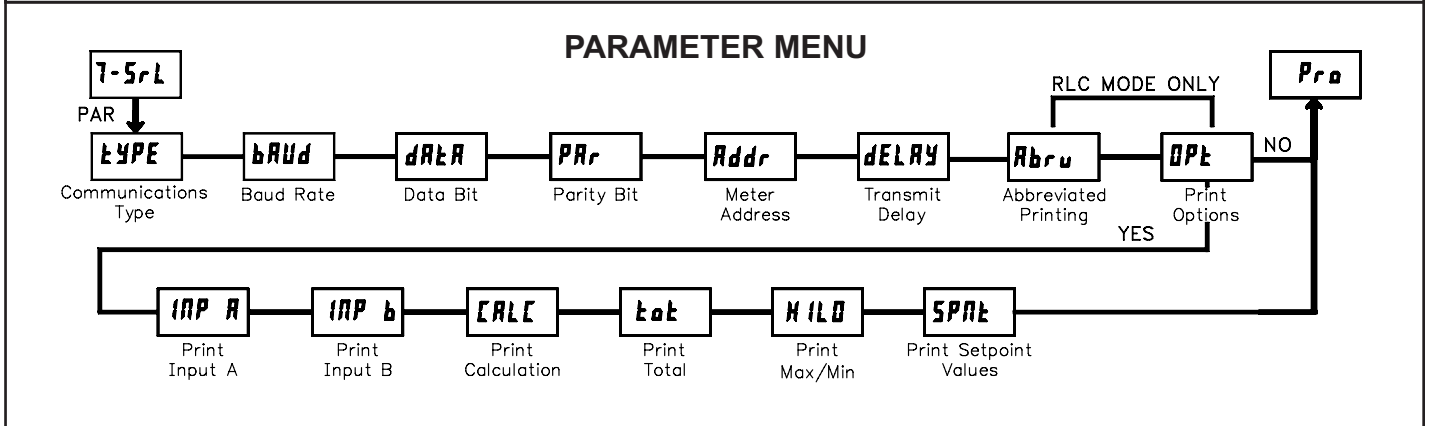 PARAMETER MENU
7-SrL
Pro
PAR
RLC MODE ONLY
tYPE
bAUd
dAtA
PAr
Addr
dELAY
Abru
OPt
NO
Communications
Type
Baud Rate
Data Bit
Parity Bit
Meter
Address
Transmit
Delay
Abbreviated
Printing
Print
Options
YES
INP A
INP b
CALC
tot
HILO
SPNt
Print
Input A
Print
Input B
Print
Calculation
Print
Total
Print
Max/Min
Print Setpoint
Values